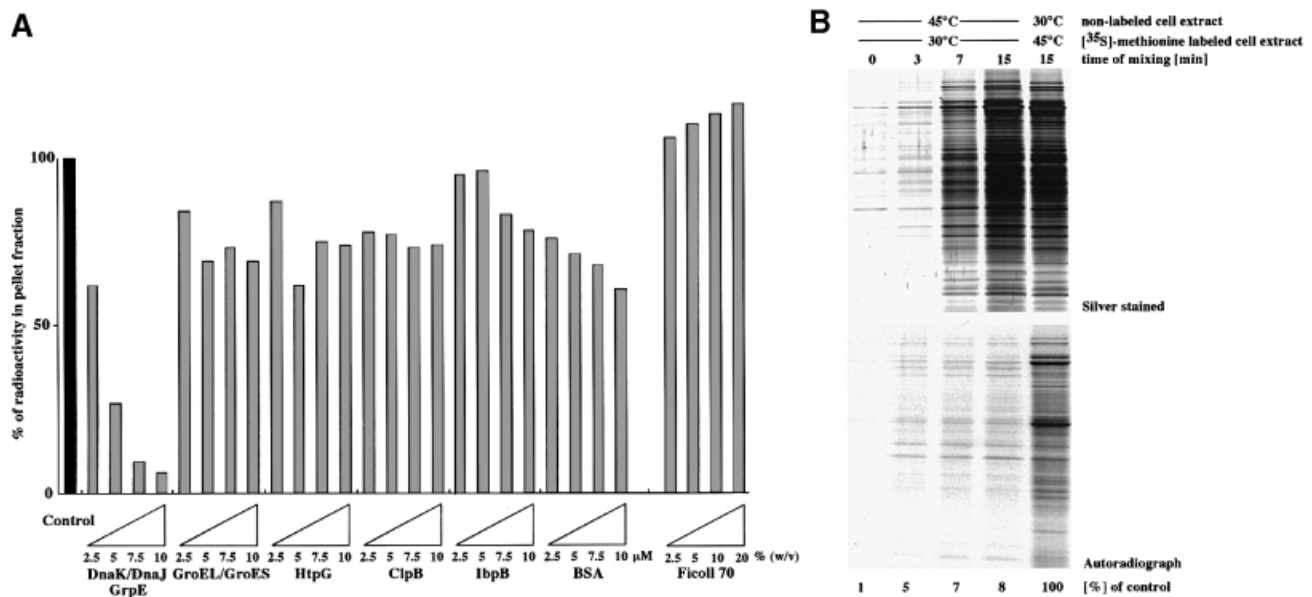 A
% of radioactivity in pellet fraction
100
50
0
Control
2.5 5 7.5 10 2.5 5 7.5 10 2.5 5 7.5 10 2.5 5 7.5 10 2.5 5 7.5 10 2.5 5 7.5 10 μM 2.5 5 10 20 % (w/v)
DnaK/DnaJ GroEL/GroES HtpG ClpB IbpB BSA Ficoll 70
GrpE
B
45°C 30°C non-labeled cell extract
30°C 45°C [35S]-methionine labeled cell extract
0 3 7 15 15 time of mixing [min]
Silver stained
Autoradiograph
1 5 7 8 100 [%] of control